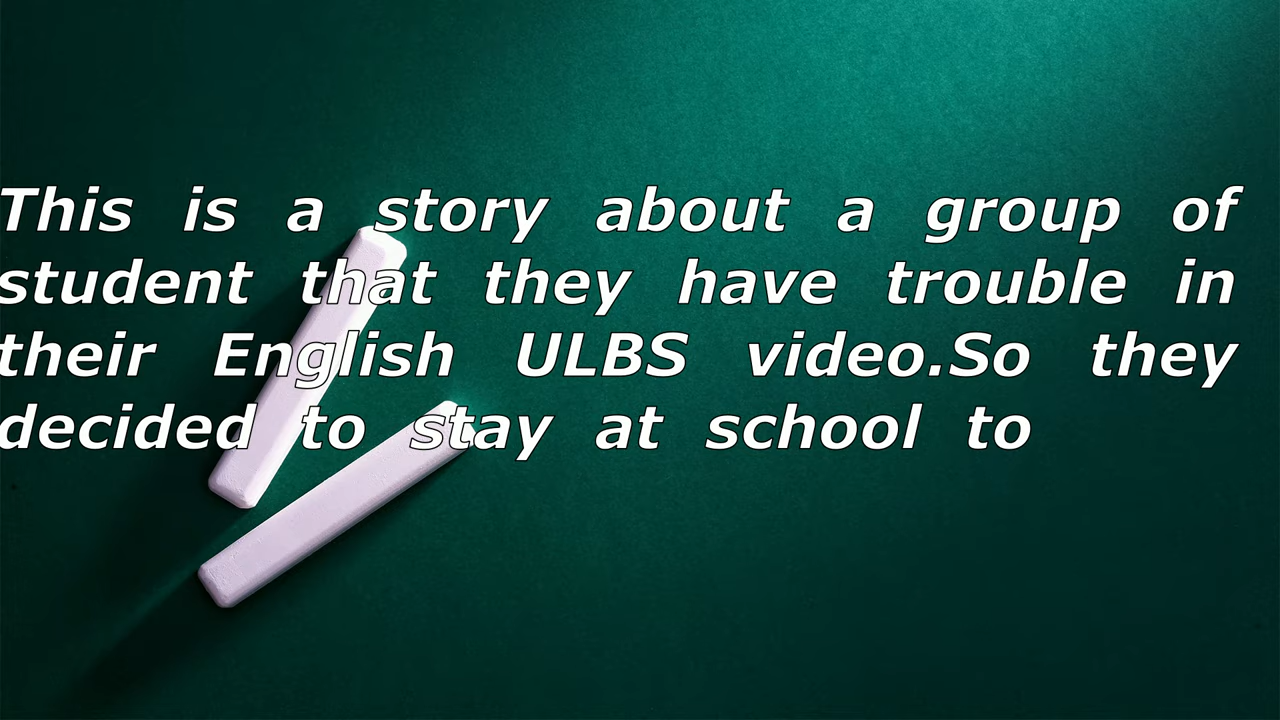 This is a story about a group of
student that they have trouble in
their English ULBS video.So they
decided to stay at school to